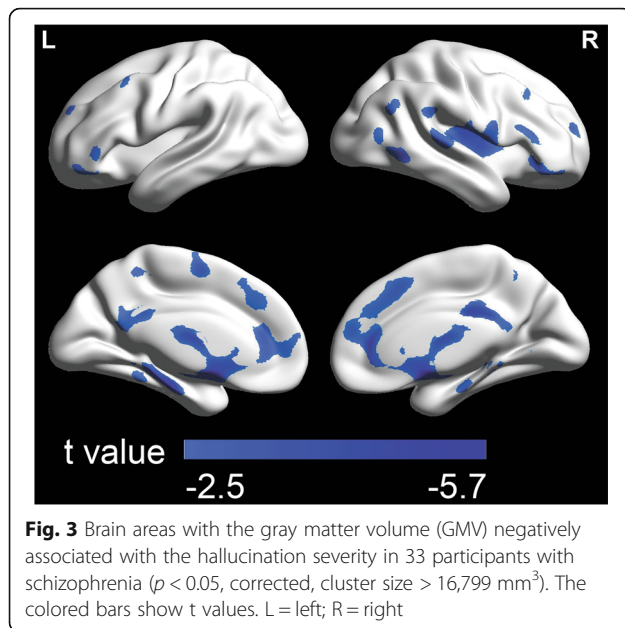 L R
t value
-2.5 -5.7
Fig. 3 Brain areas with the gray matter volume (GMV) negatively
associated with the hallucination severity in 33 participants with
schizophrenia (p < 0.05, corrected, cluster size > 16,799 mm³). The
colored bars show t values. L = left; R = right